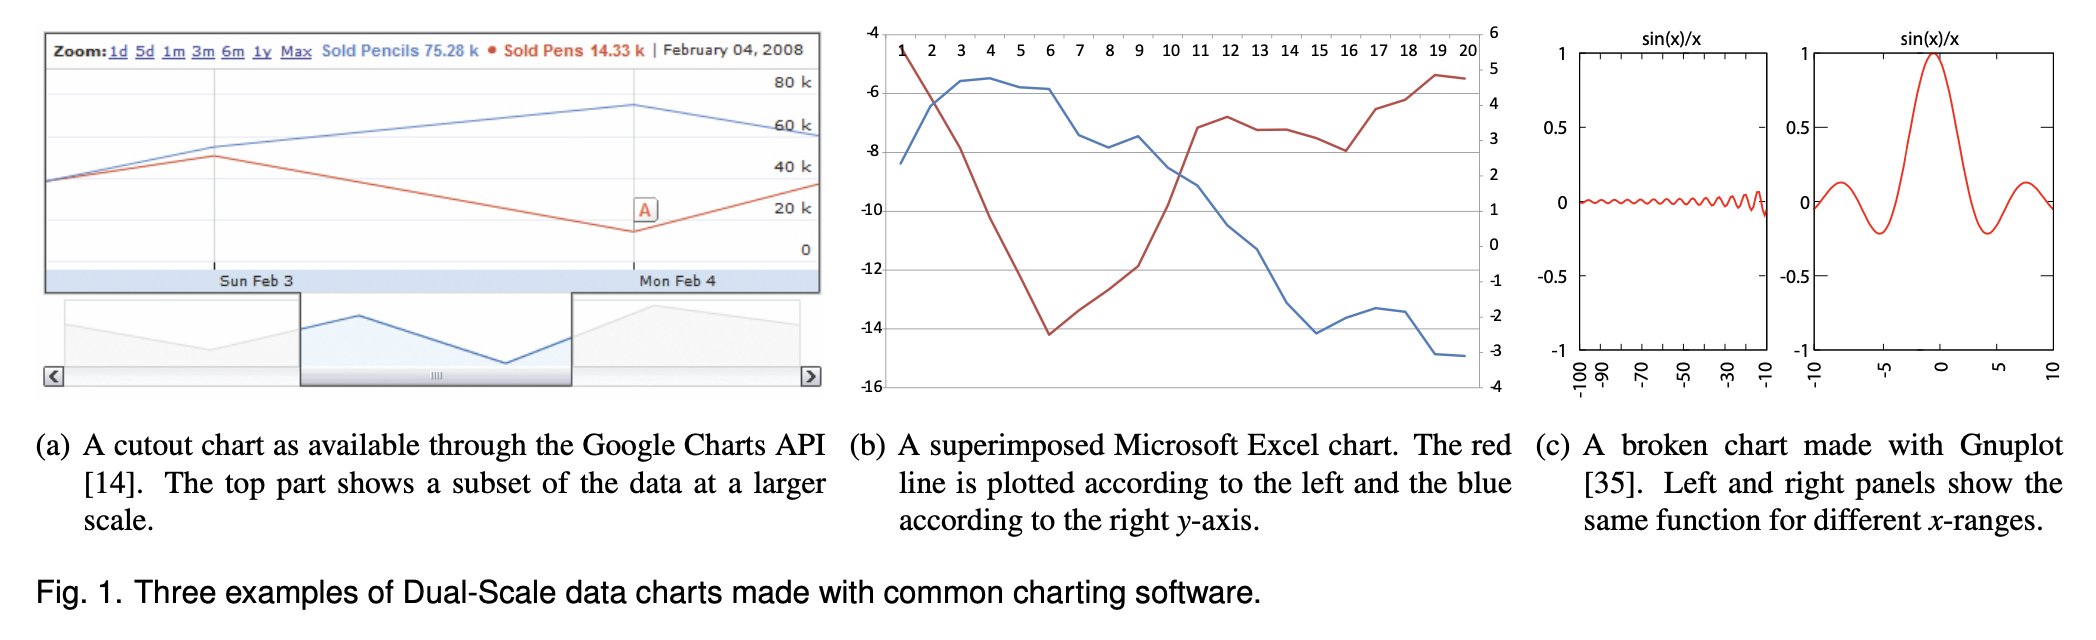 Zoom: 1d 5d 1m 3m 6m 1y Max Sold Pencils 75.28 k ● Sold Pens 14.33 k | February 04, 2008
80 k
60 k
40 k
20 k
0
A
Sun Feb 3 Mon Feb 4
-4
-6
-8
-10
-12
-14
-16
1 2 3 4 5 6 7 8 9 10 11 12 13 14 15 16 17 18 19 20
6
5
4
3
2
1
0
-1
-2
-3
-4
sin(x)/x
1
0.5
0
-0.5
-1
-100 -90 -70 -50 -30 -10
sin(x)/x
1
0.5
0
-0.5
-1
-10 -5 0 5 10
(a) A cutout chart as available through the Google Charts API
[14]. The top part shows a subset of the data at a larger
scale.
(b) A superimposed Microsoft Excel chart. The red
line is plotted according to the left and the blue
according to the right y-axis.
(c) A broken chart made with Gnuplot
[35]. Left and right panels show the
same function for different x-ranges.
Fig. 1. Three examples of Dual-Scale data charts made with common charting software.